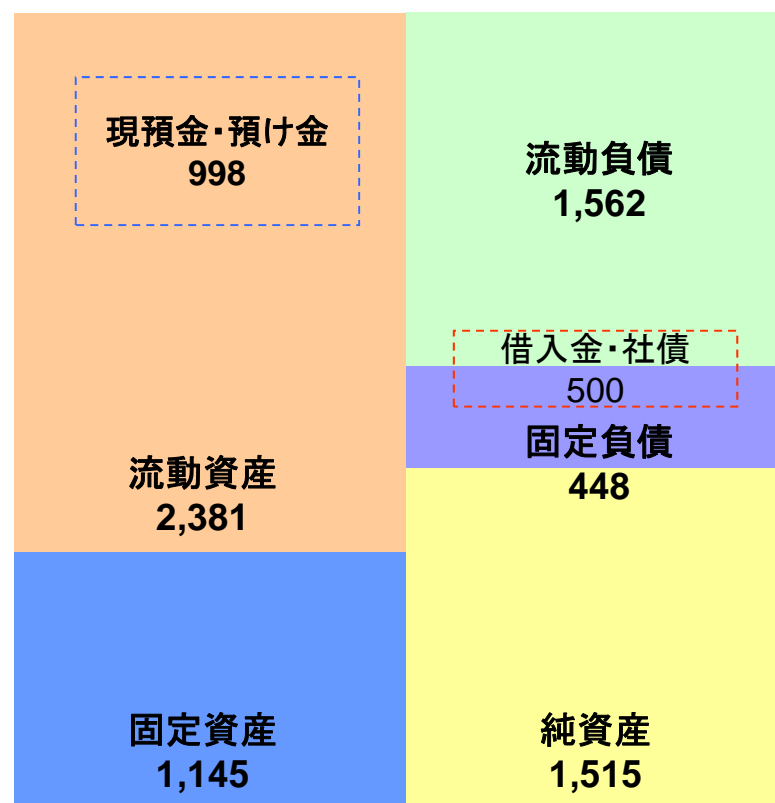 現預金・預け金
998
流動資産
2,381
固定資産
1,145
流動負債
1,562
借入金・社債
500
固定負債
448
純資産
1,515